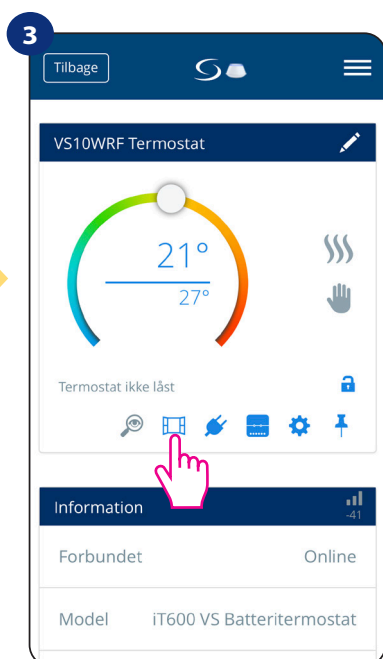 3
Tilbage
VS10WRF Termostat
21°
27°
Termostat ikke låst
Information
-41
Forbundet Online
Model iT600 VS Batteritermostat